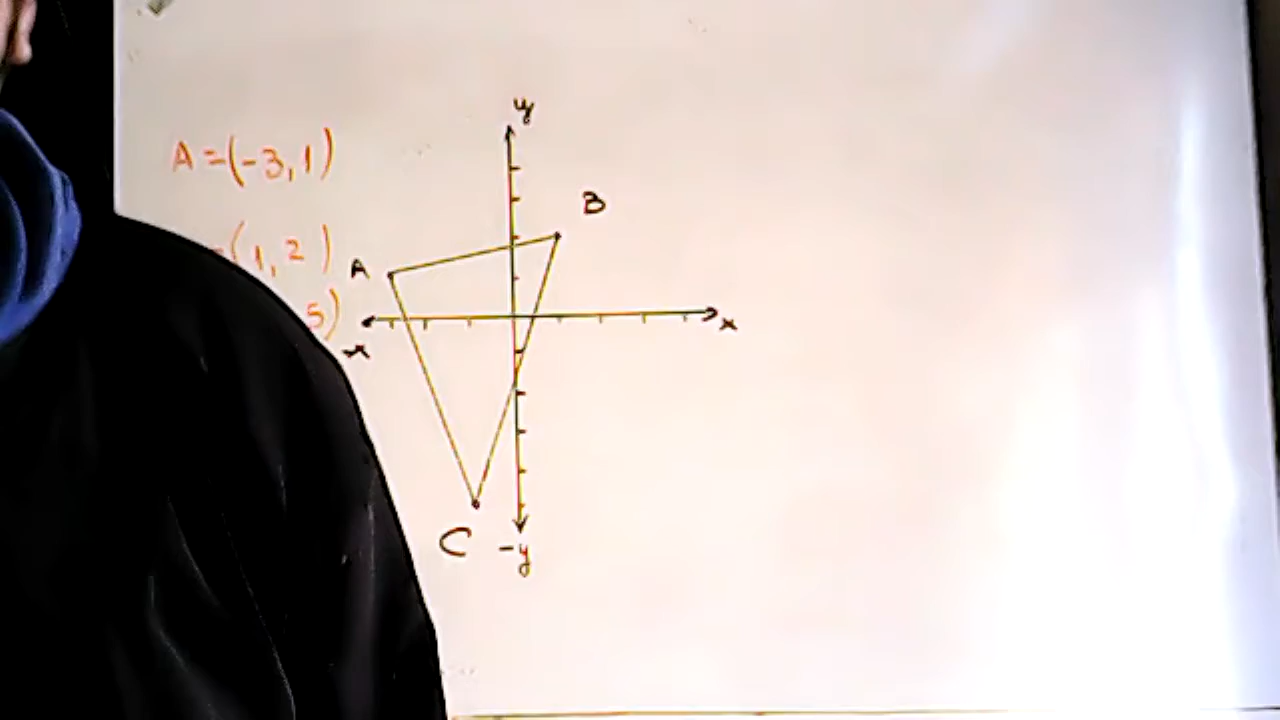 y
A=(-3,1)
B
=(1,2)
A
5)
x
-x
C
-y